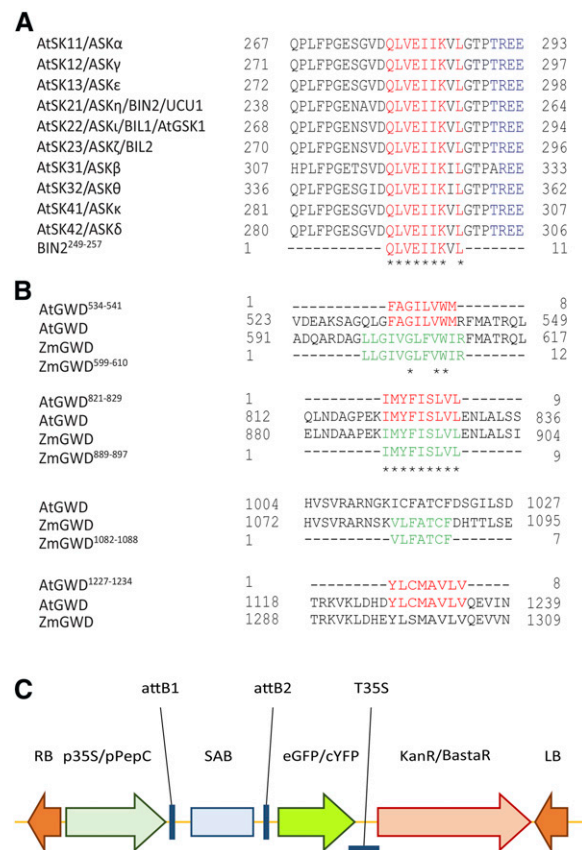 A
AtSK11/ASKα 267 QPLFPGESGVDQLVEIIKVLGTPTREE 293
AtSK12/ASKγ 271 QPLFPGESGVDQLVEIIKVLGTPTREE 297
AtSK13/ASKε 272 QPLFPGESGVDQLVEIIKVLGTPTREE 298
AtSK21/ASKη/BIN2/UCU1 238 QPLFPGENAVDQLVEIIKVLGTPTREE 264
AtSK22/ASKι/BIL1/AtGSK1 268 QPLFPGENSVDQLVEIIKVLGTPTREE 294
AtSK23/ASKζ/BIL2 270 QPLFPGENSVDQLVEIIKVLGTPTREE 296
AtSK31/ASKβ 307 HPLFPGETSVDQLVEIIKVLGTPAREE 333
AtSK32/ASKθ 336 QPLFPGESGIDQLVEIIKVLGTPTREE 362
AtSK41/ASKκ 281 QPLFPGESGVDQLVEIIKVLGTPTREE 307
AtSK42/ASKδ 280 QPLFPGESGVDQLVEIIKVLGTPTREE 306
BIN2249-257 1 -----------QLVEIIKVL------- 11
******* *
B
AtGWD534-541 1 -----------FAGILVWM-------- 8
AtGWD 523 VDEAKSAGQLGFAGILVWMRFMATRQL 549
ZmGWD 591 ADQARDAGLLGIVGLFVWIRFMATRQL 617
ZmGWD599-610 1 --------LLGIVGLFVWIR------- 12
* **
AtGWD821-829 1 ---------IMYFISLVL------- 9
AtGWD 812 QLNDAGPEKIMYFISLVLENLALSS 836
ZmGWD 880 ELNDAAPEKIMYFISLVLENLALSI 904
ZmGWD889-897 1 ---------IMYFISLVL------- 9
*********
AtGWD 1004 HVSVRARNGKICFATCFDSGILSD 1027
ZmGWD 1072 HVSVRARNSKVLFATCFDHTTLSE 1095
ZmGWD1082-1088 1 ----------VLFATCF------- 7
AtGWD1227-1234 1 ---------YLCMAVLV----- 8
AtGWD 1118 TRKVKLDHDYLCMAVLVQEVIN 1239
ZmGWD 1288 TRKVKLDHEYLSMAVLVQEVVN 1309
C
attB1 attB2 T35S
RB p35S/pPepC SAB eGFP/cYFP KanR/BastaR LB